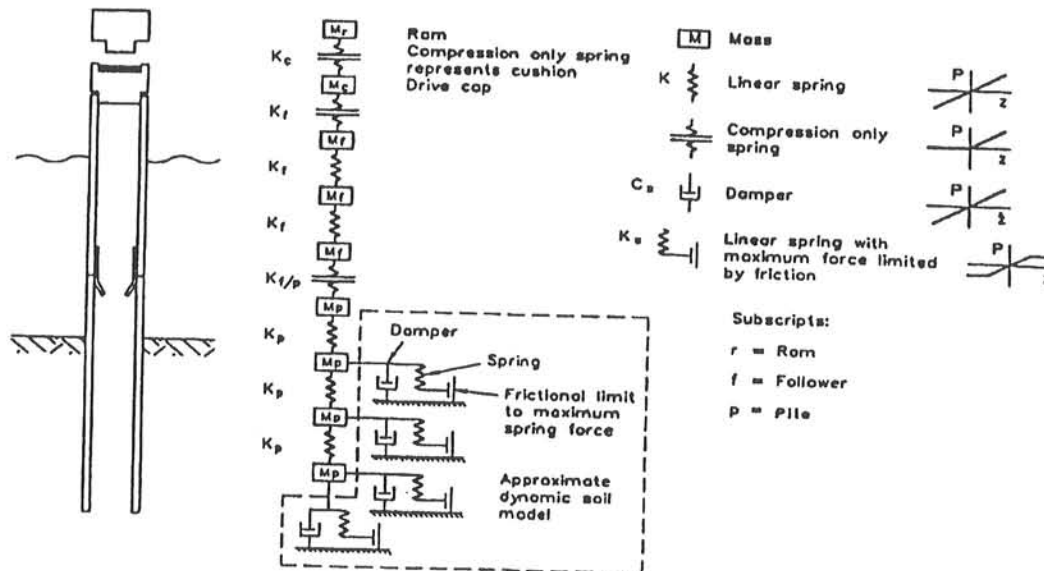 Mr
Ram
Kc
Compression only spring
represents cushion
Mc
Drive cap
Kf
Mf
Kf
Mf
Kf
Mf
Kf/p
Mp
Kp
Mp
Kp
Mp
Kp
Mp
Damper
Spring
Frictional limit
to maximum
spring force
Approximate
dynamic soil
model
M Mass
K Linear spring P z
Compression only
spring P z
Cs Damper P ż
Ks Linear spring with
maximum force limited
by friction P
Subscripts:
r = Ram
f = Follower
p = Pile